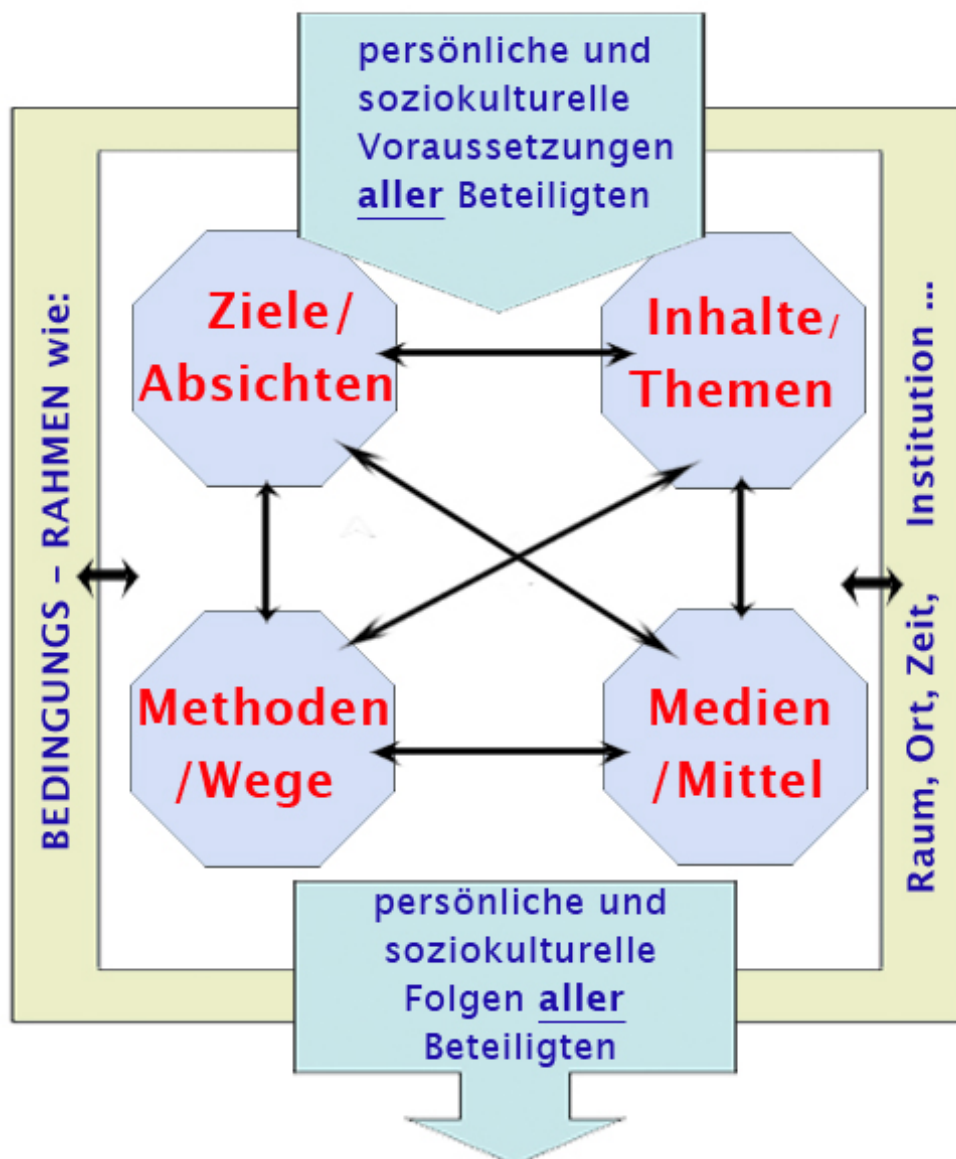 persönliche und
soziokulturelle
Voraussetzungen
aller Beteiligten
BEDINGUNGS - RAHMEN wie:
Ziele/
Absichten
Inhalte/
Themen
Methoden
/Wege
Medien
/Mittel
Raum, Ort, Zeit, Institution ...
persönliche und
soziokulturelle
Folgen aller
Beteiligten